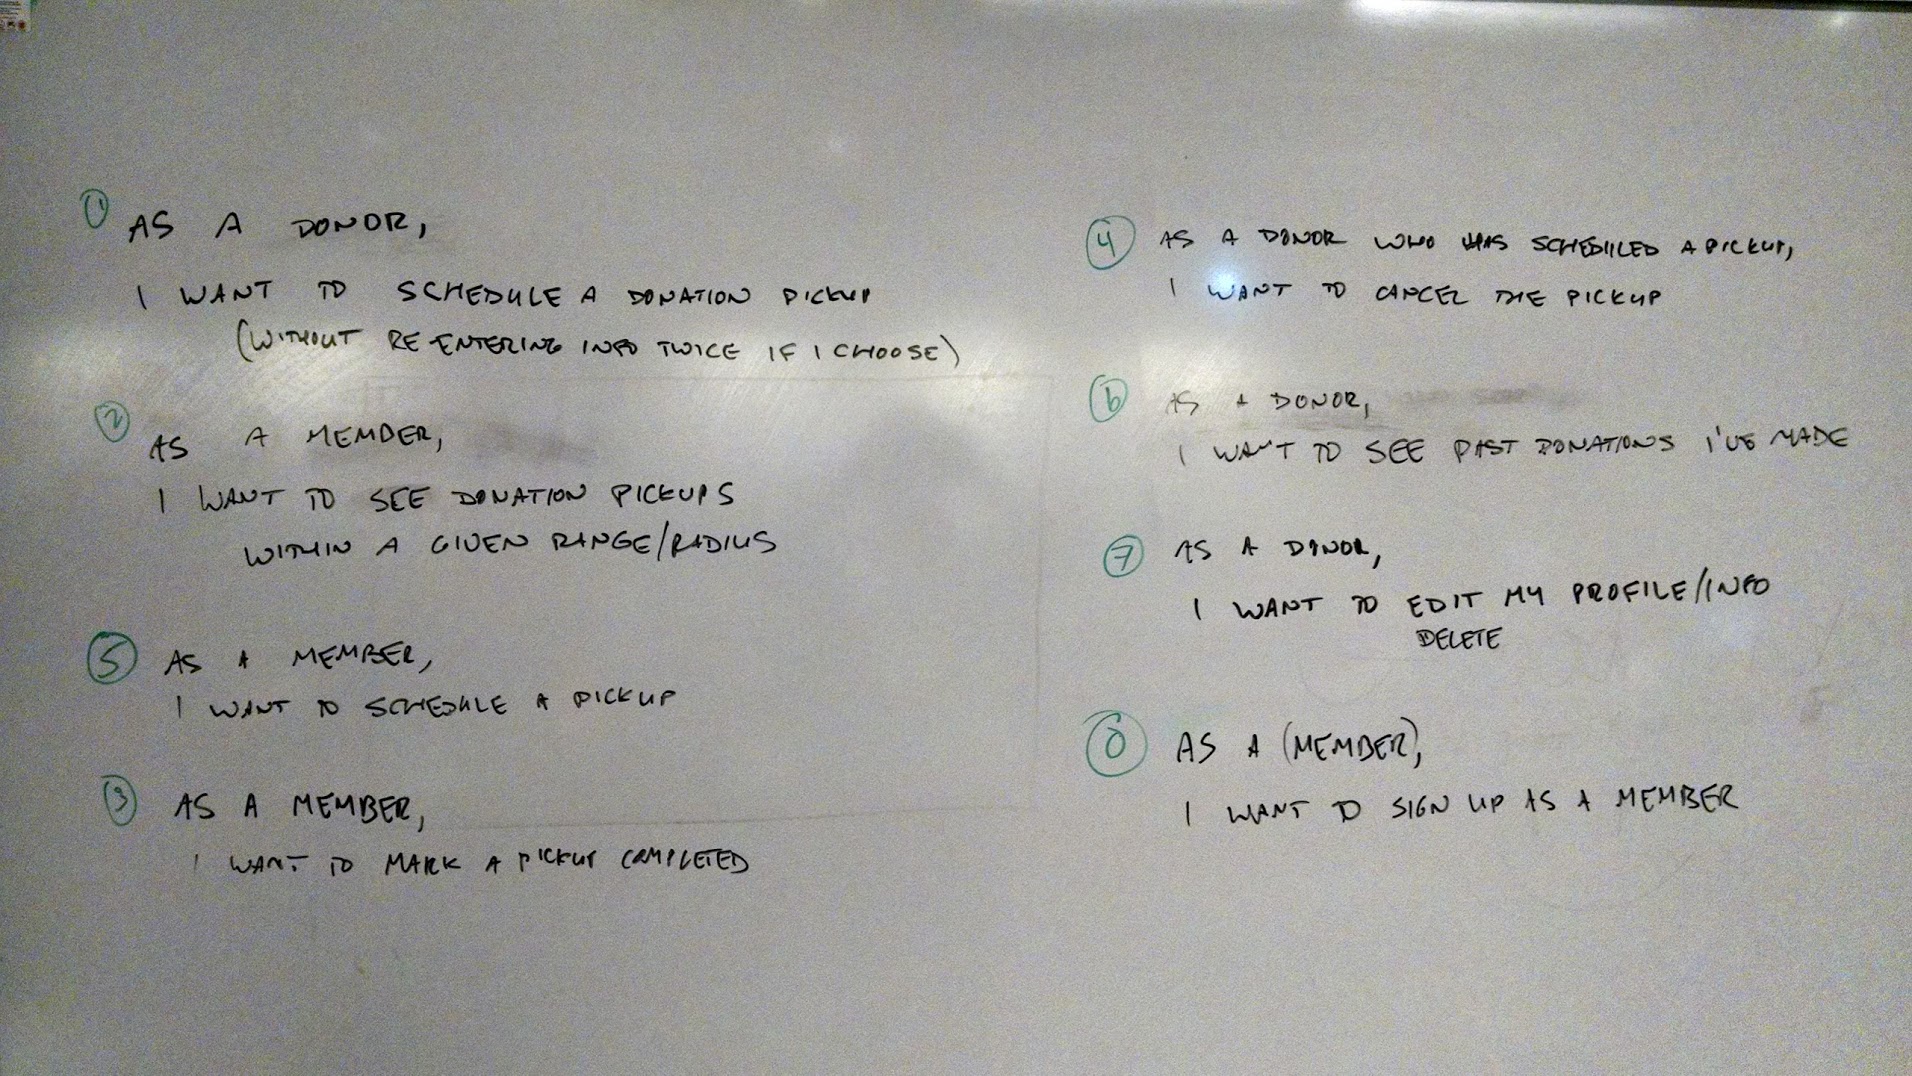 1 AS A DONOR,
I WANT TO SCHEDULE A DONATION PICKUP
(WITHOUT RE ENTERING INFO TWICE IF I CHOOSE)
2 AS A MEMBER,
I WANT TO SEE DONATION PICKUPS
WITHIN A GIVEN RANGE/RADIUS
5 AS A MEMBER,
I WANT TO SCHEDULE A PICKUP
3 AS A MEMBER,
I WANT TO MARK A PICKUP COMPLETED
4 AS A DONOR WHO HAS SCHEDULED A PICKUP,
I WANT TO CANCEL THE PICKUP
6 AS A DONOR,
I WANT TO SEE PAST DONATIONS I'VE MADE
7 AS A DONOR,
I WANT TO EDIT MY PROFILE/INFO
DELETE
0 AS A (MEMBER),
I WANT TO SIGN UP AS A MEMBER